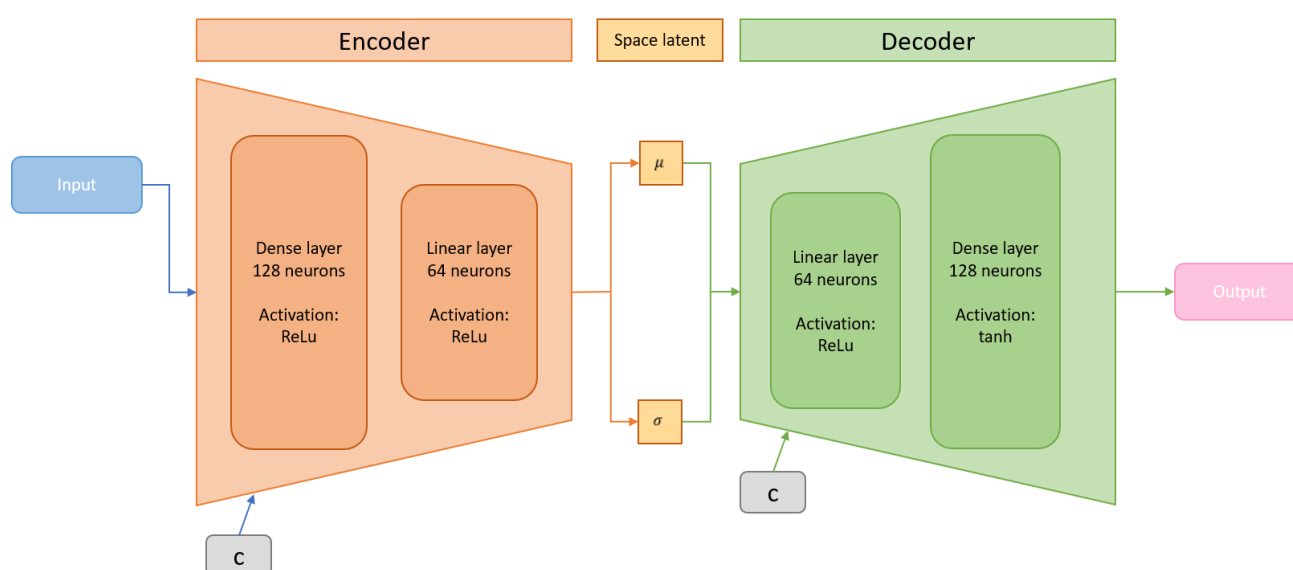 Encoder
Space latent
Decoder
Input
Dense layer
128 neurons
Activation:
ReLu
Linear layer
64 neurons
Activation:
ReLu
μ
σ
Linear layer
64 neurons
Activation:
ReLu
Dense layer
128 neurons
Activation:
tanh
Output
C
C